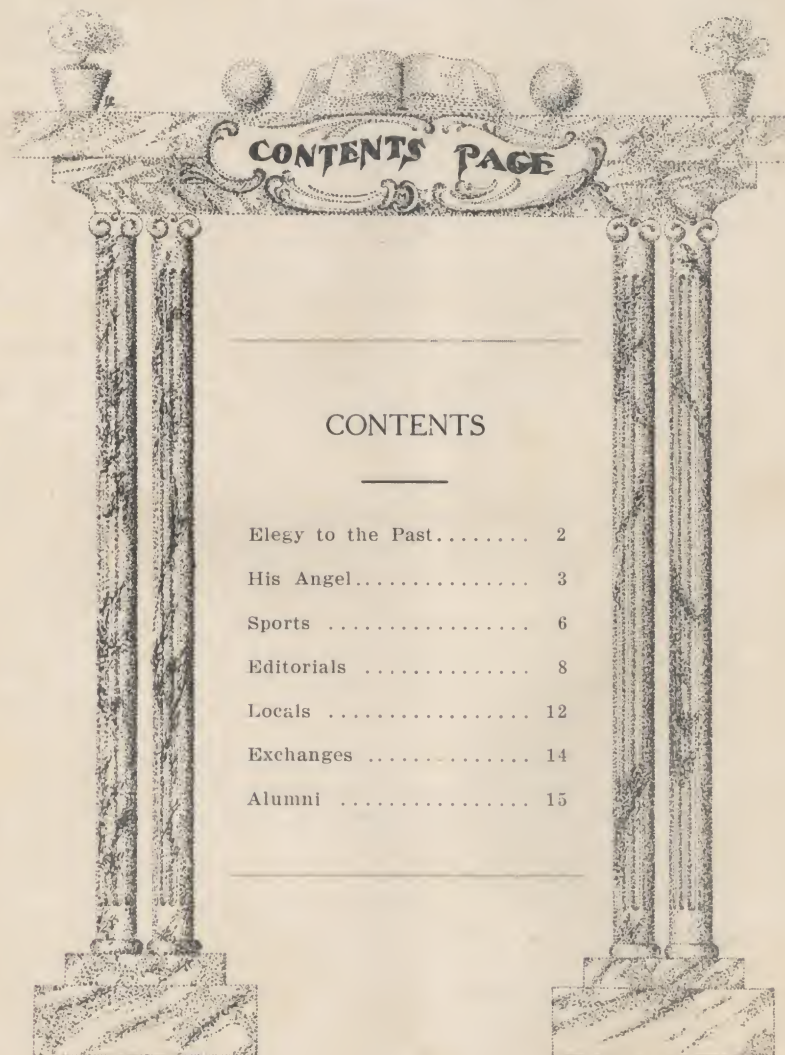 CONTENTS PAGE
CONTENTS
Elegy to the Past........ 2
His Angel............... 3
Sports ................. 6
Editorials .............. 8
Locals ................. 12
Exchanges .............. 14
Alumni ................ 15